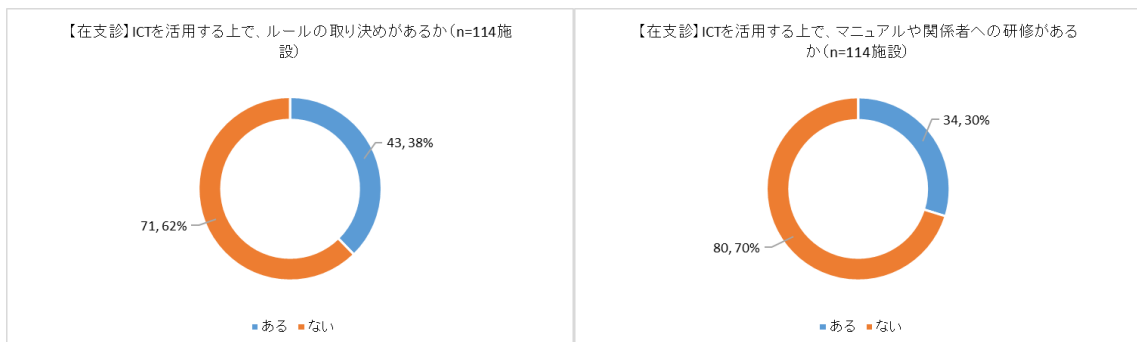 【在支診】ICTを活用する上で、ルールの取り決めがあるか(n=114施
設)
43, 38%
71, 62%
ある ない
【在支診】ICTを活用する上で、マニュアルや関係者への研修がある
か(n=114施設)
34, 30%
80, 70%
ある ない